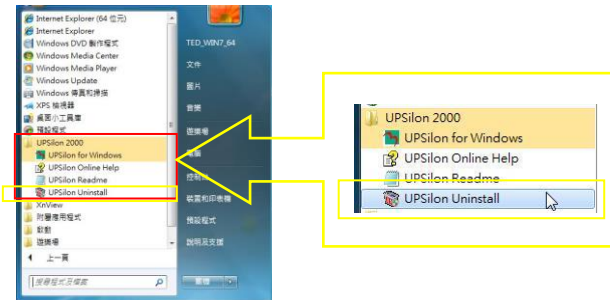 Internet Explorer (64 位元)
Internet Explorer
Windows DVD 製作程式
Windows Media Center
Windows Media Player
Windows Update
Windows 傳真和掃描
XPS 檢視器
桌面小工具庫
預設程式
UPSilon 2000
UPSilon for Windows
UPSilon Online Help
UPSilon Readme
UPSilon Uninstall
XnView
附屬應用程式
啟動
遊樂場
上一頁
搜尋程式及檔案
TED_WIN7_64
文件
圖片
音樂
遊樂場
電腦
控制台
裝置和印表機
預設程式
說明及支援
UPSilon 2000
UPSilon for Windows
UPSilon Online Help
UPSilon Readme
UPSilon Uninstall